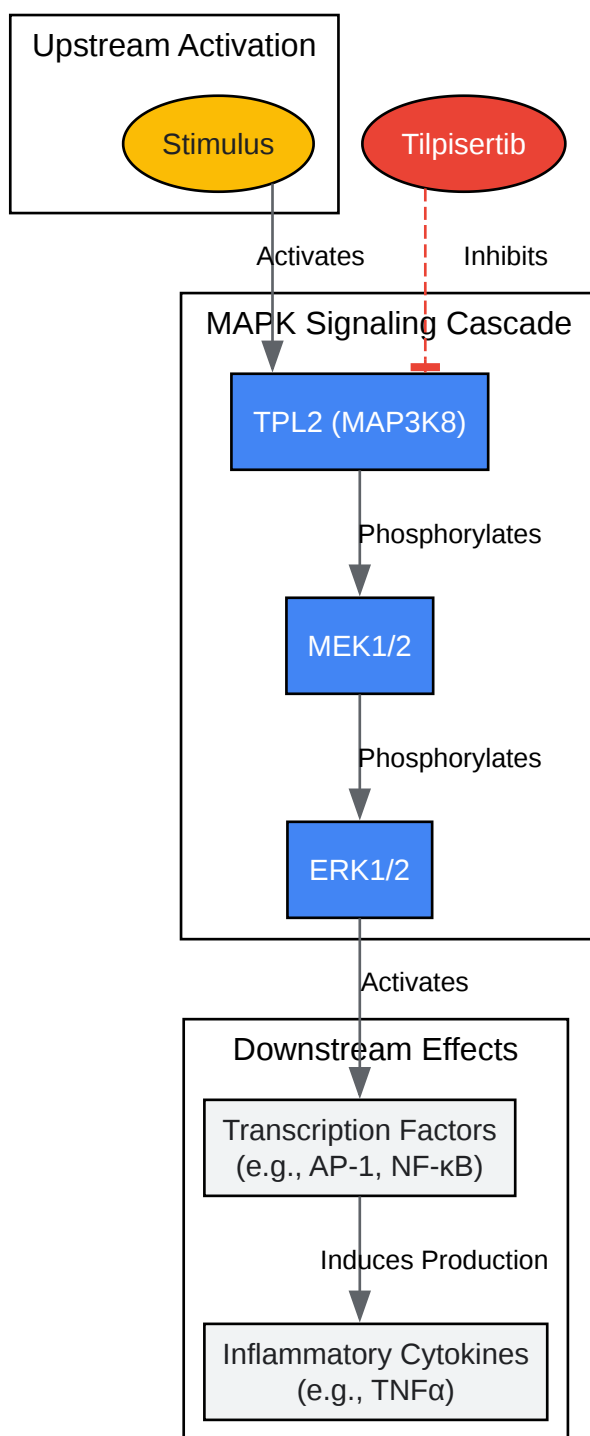 Upstream Activation
Stimulus
Tilpisertib
Activates
Inhibits
MAPK Signaling Cascade
TPL2 (MAP3K8)
Phosphorylates
MEK1/2
Phosphorylates
ERK1/2
Activates
Downstream Effects
Transcription Factors
(e.g., AP-1, NF-κB)
Induces Production
Inflammatory Cytokines
(e.g., TNFα)